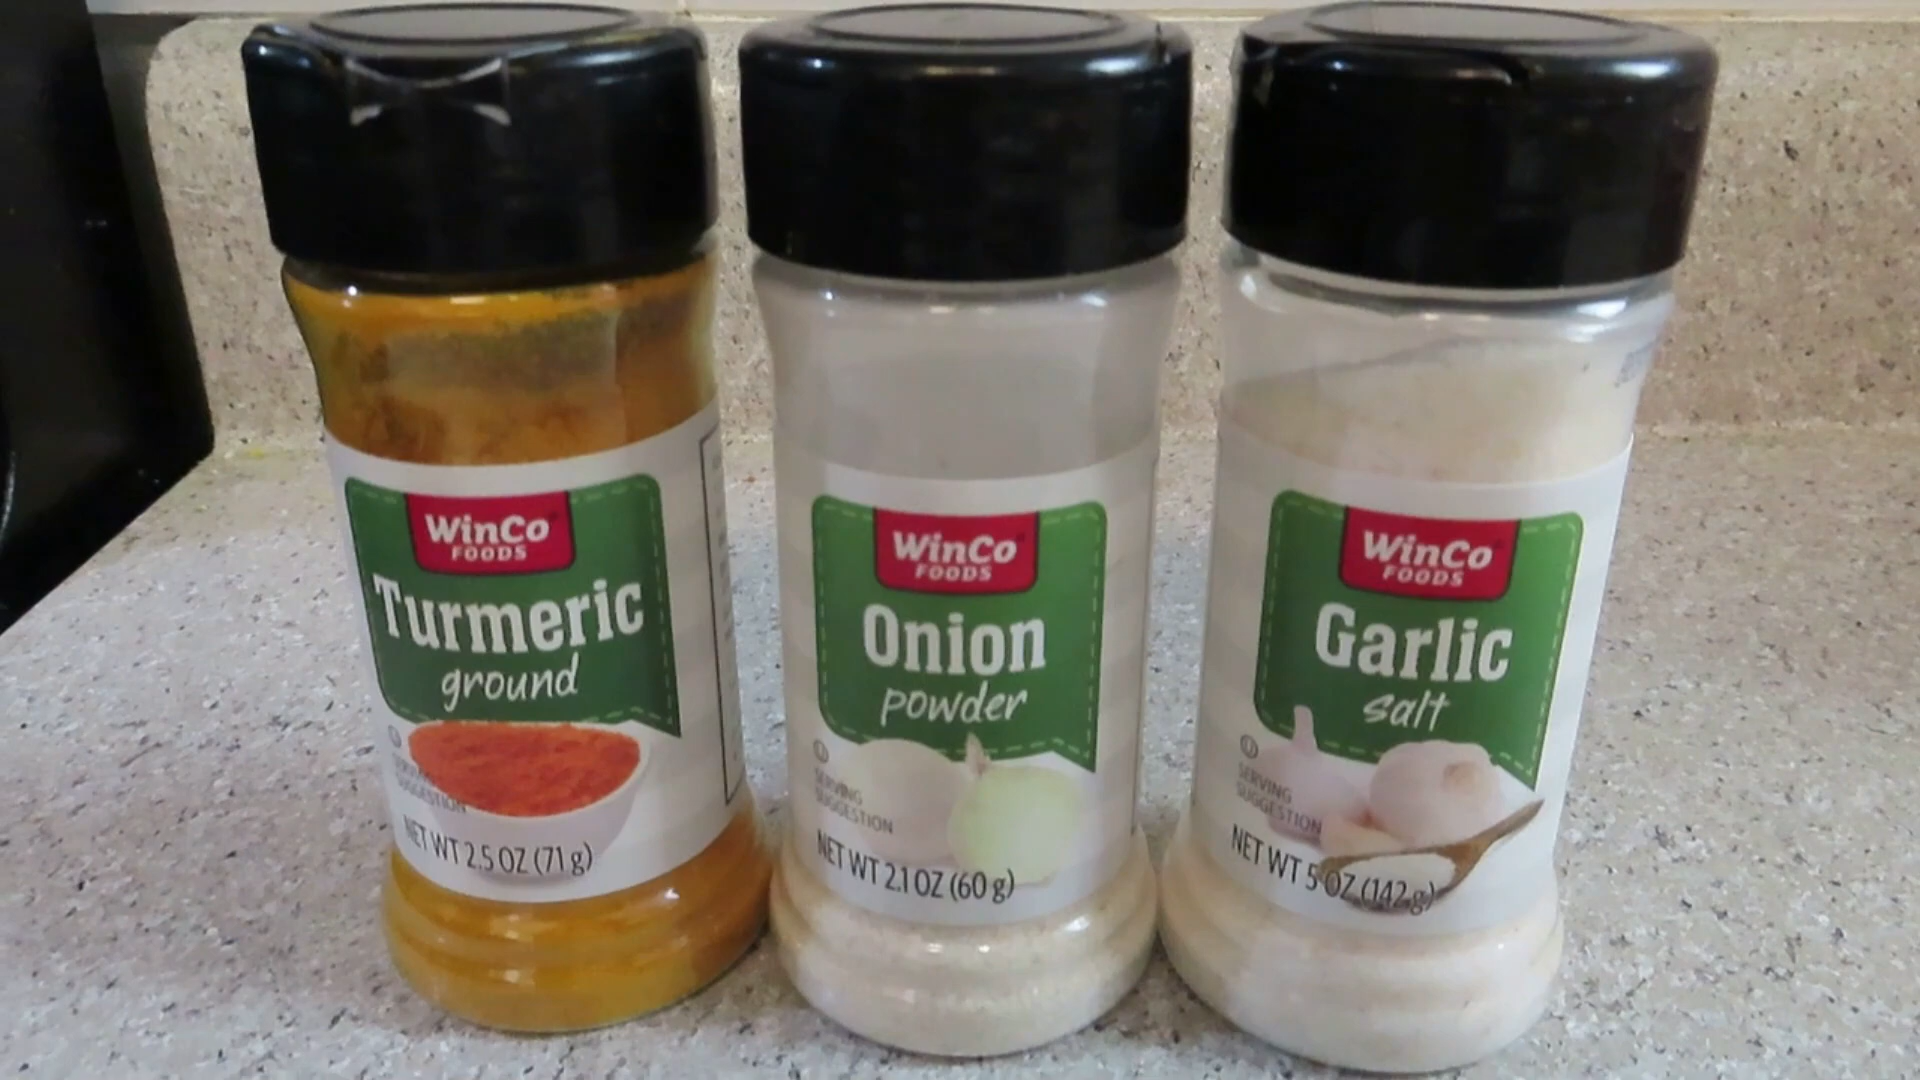 WinCo
FOODS
Turmeric
ground
SUGGESTION
NET WT 2.5 OZ (71 g)
WinCo
FOODS
Onion
powder
SERVING
SUGGESTION
NET WT 2.1 OZ (60 g)
WinCo
FOODS
Garlic
salt
SERVING
SUGGESTION
NET WT 5 OZ (142 g)